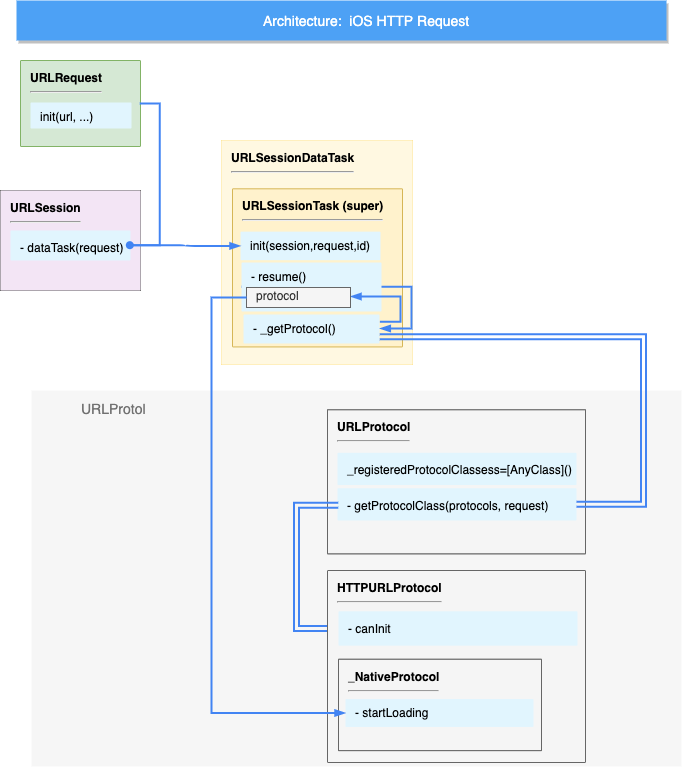 Architecture: iOS HTTP Request
URLRequest
init(url, ...)
URLSession
- dataTask(request)
URLSessionDataTask
URLSessionTask (super)
init(session,request,id)
- resume()
protocol
- _getProtocol()
URLProtol
URLProtocol
_registeredProtocolClassess=[AnyClass]()
- getProtocolClass(protocols, request)
HTTPURLProtocol
- canInit
_NativeProtocol
- startLoading